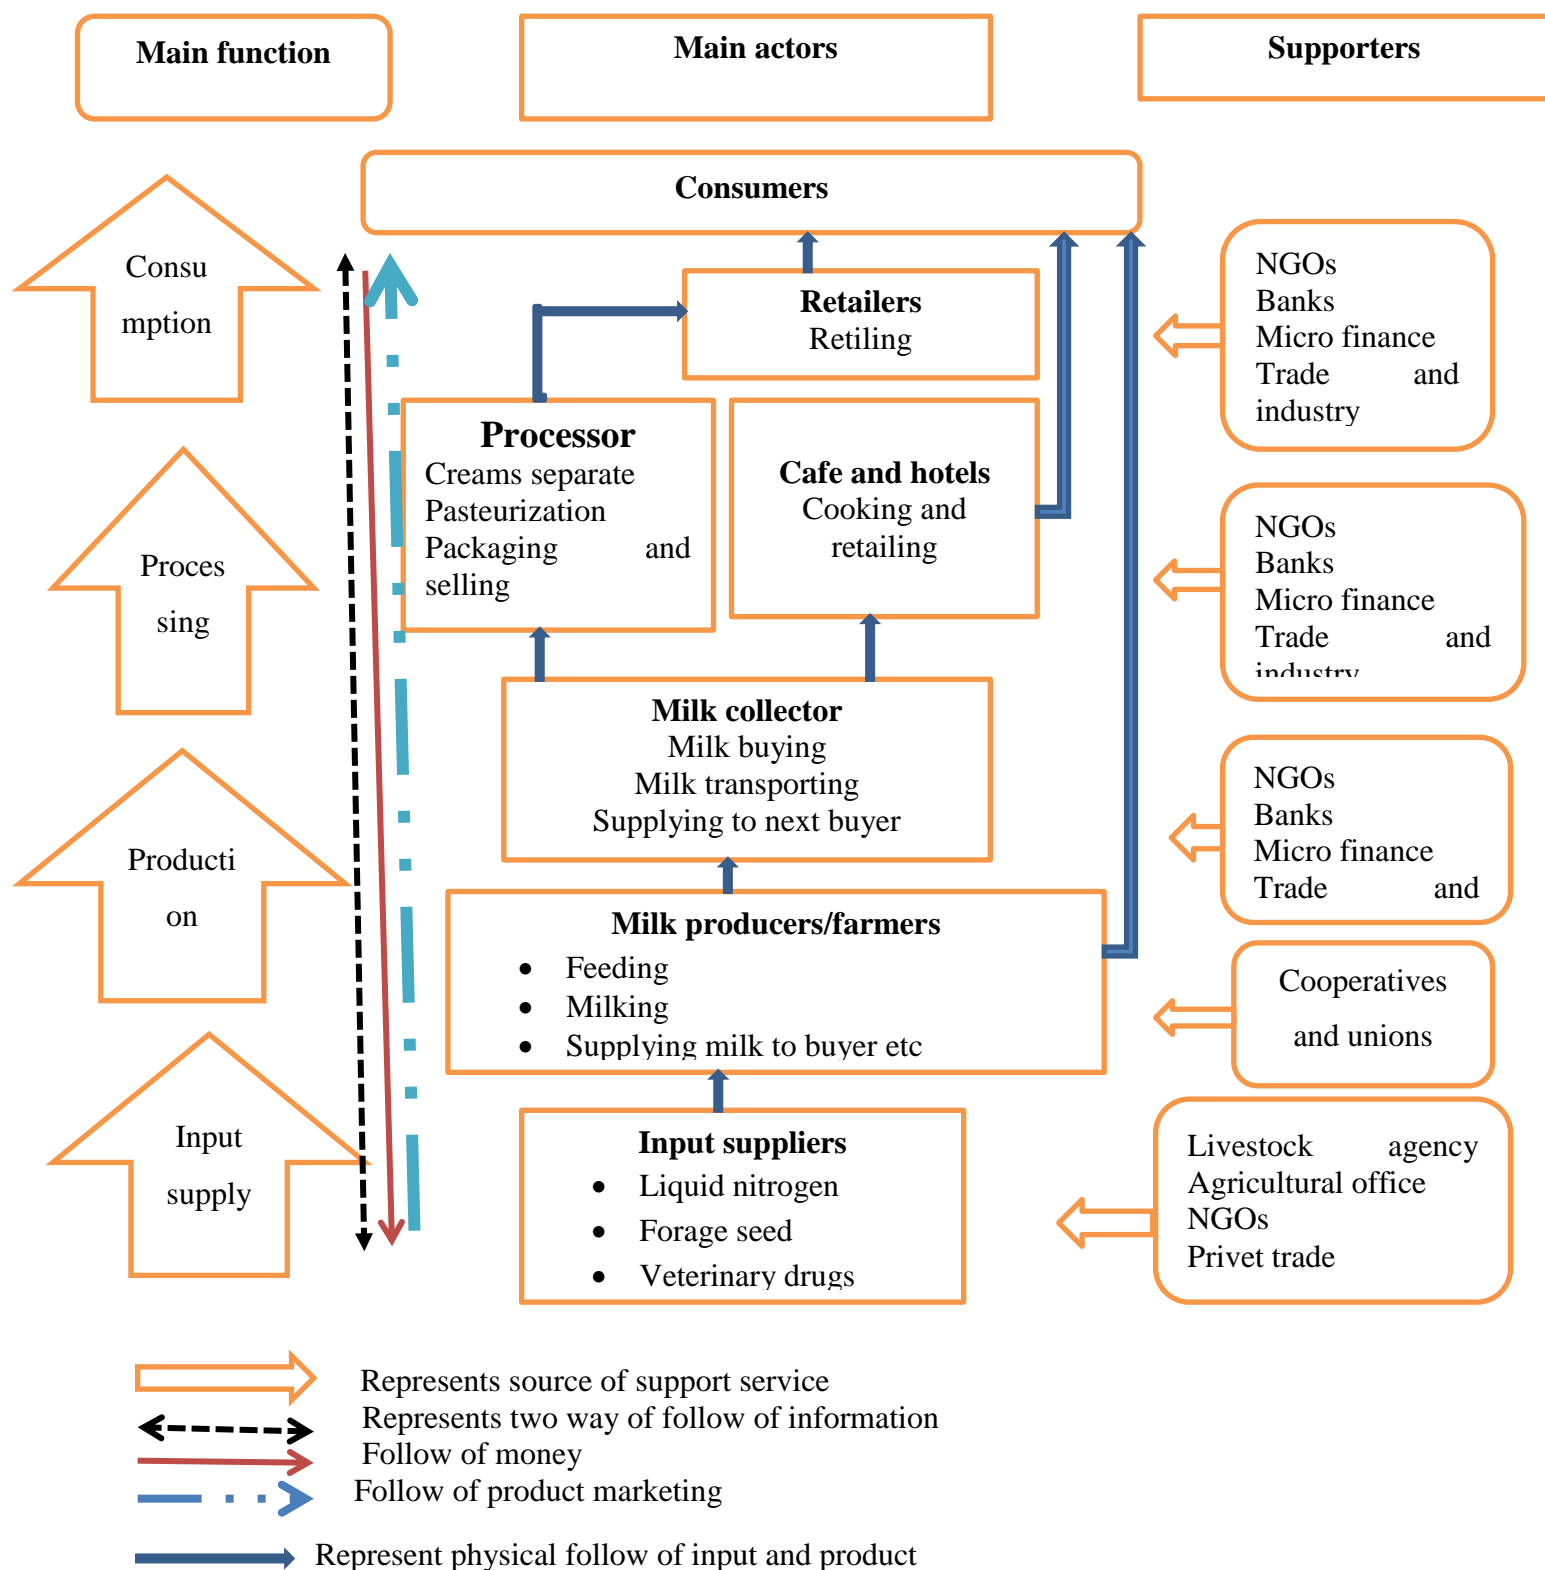 Main function
Main actors
Supporters
Consumers
Consu
mption
Retailers
Retiling
NGOs
Banks
Micro finance
Trade and
industry
Processor
Creams separate
Pasteurization
Packaging and
selling
Cafe and hotels
Cooking and
retailing
Proces
sing
NGOs
Banks
Micro finance
Trade and
industry
Milk collector
Milk buying
Milk transporting
Supplying to next buyer
NGOs
Banks
Micro finance
Trade and
Producti
on
Milk producers/farmers
• Feeding
• Milking
• Supplying milk to buyer etc
Cooperatives
and unions
Input
supply
Input suppliers
• Liquid nitrogen
• Forage seed
• Veterinary drugs
Livestock agency
Agricultural office
NGOs
Privet trade
Represents source of support service
Represents two way of follow of information
Follow of money
Follow of product marketing
Represent physical follow of input and product